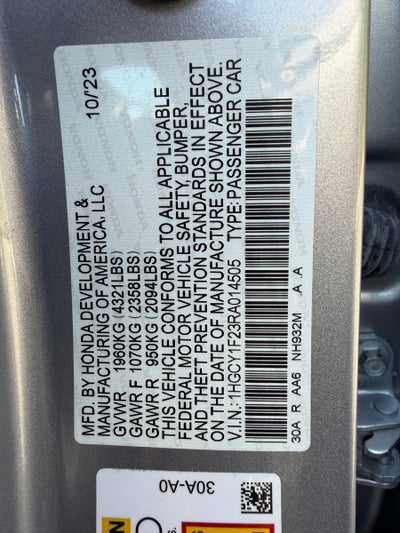 10/'23
MFD. BY HONDA DEVELOPMENT &
MANUFACTURING OF AMERICA, LLC
GVWR 1960KG (4321LBS)
GAWR F 1070KG (2358LBS)
GAWR R 950KG (2094LBS)
THIS VEHICLE CONFORMS TO ALL APPLICABLE
FEDERAL MOTOR VEHICLE SAFETY, BUMPER,
AND THEFT PREVENTION STANDARDS IN EFFECT
ON THE DATE OF MANUFACTURE SHOWN ABOVE.
V.I.N.: 1HGCY1F23RA014505 TYPE: PASSENGER CAR
30A R AA6 NH932M .A .A
30A-A0